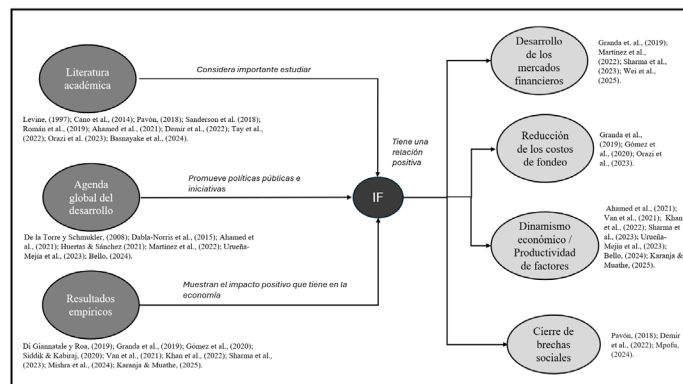 Literatura
académica
Considera importante estudiar
Levine, (1997); Cano et al., (2014); Pavón, (2018); Sanderson et al. (2018);
Román et al., (2019); Ahamed et al., (2021); Demir et al., (2022); Tay et al.,
(2022); Orazi et al. (2023); Basnayake et al., (2024).
Agenda
global del
desarrollo
Promueve políticas públicas e
iniciativas
De la Torre y Schmukler, (2008); Dabla-Norris et al., (2015); Ahamed et
al., (2021); Huertas & Sánchez (2021); Martínez et al., (2022); Urueña-
Mejía et al., (2023); Bello, (2024).
Resultados
empíricos
Muestran el impacto positivo que tiene en la
economía
Di Giannatale y Roa, (2019); Granda et al., (2019); Gómez et al., (2020);
Siddik & Kabiraj, (2020); Van et al., (2021); Khan et al., (2022); Sharma et al.,
(2023); Mishra et al., (2024); Karanja & Muathe, (2025).
IF
Tiene una
relación
positiva
Desarrollo
de los
mercados
financieros
Granda et. al., (2019);
Martínez et al.,
(2022); Sharma et al.,
(2023); Wei et al.,
(2025).
Reducción
de los costos
de fondeo
Granda et al.,
(2019); Gómez et
al., (2020); Orazi
et al., (2023).
Dinamismo
económico /
Productividad
de factores
Ahamed et al., (2021);
Van et al., (2021); Khan
et al., (2022); Sharma et
al., (2023); Urueña-
Mejía et al., (2023);
Bello, (2024); Karanja
& Muathe, (2025).
Cierre de
brechas
sociales
Pavón, (2018); Demir
et al., (2022); Mpofu,
(2024).